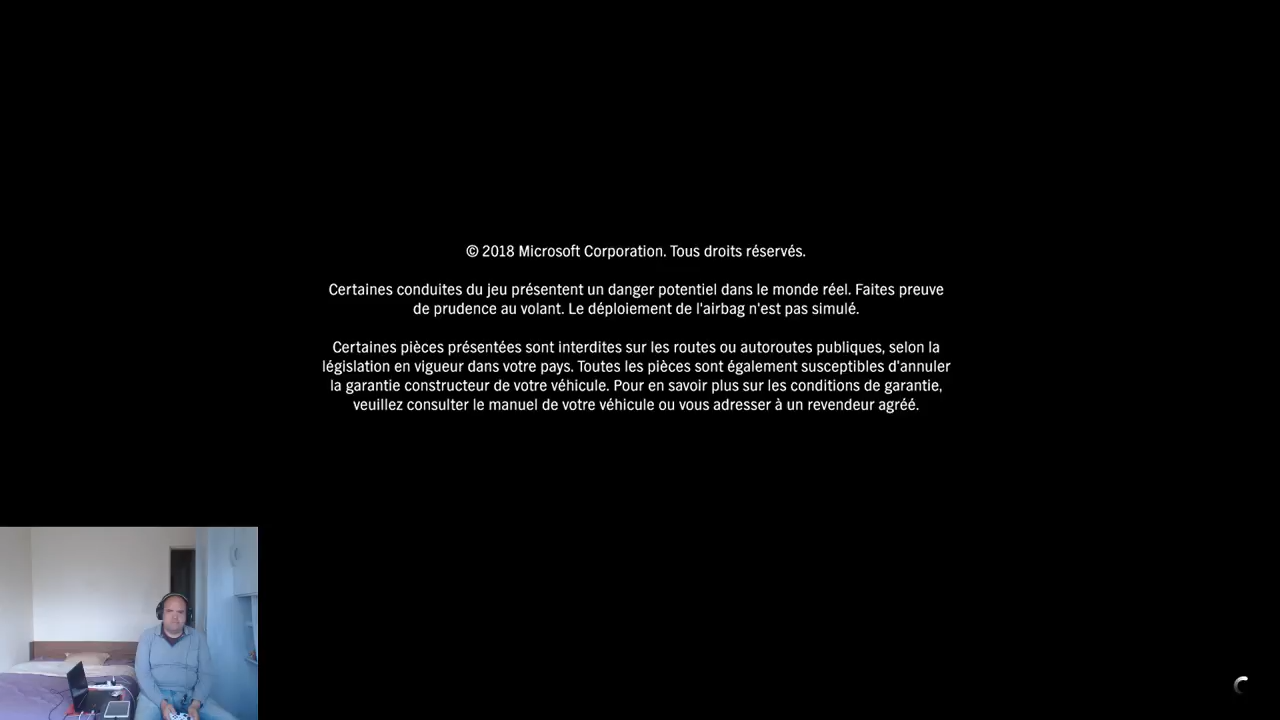 © 2018 Microsoft Corporation. Tous droits réservés.
Certaines conduites du jeu présentent un danger potentiel dans le monde réel. Faites preuve
de prudence au volant. Le déploiement de l'airbag n'est pas simulé.
Certaines pièces présentées sont interdites sur les routes ou autoroutes publiques, selon la
législation en vigueur dans votre pays. Toutes les pièces sont également susceptibles d'annuler
la garantie constructeur de votre véhicule. Pour en savoir plus sur les conditions de garantie,
veuillez consulter le manuel de votre véhicule ou vous adresser à un revendeur agréé.